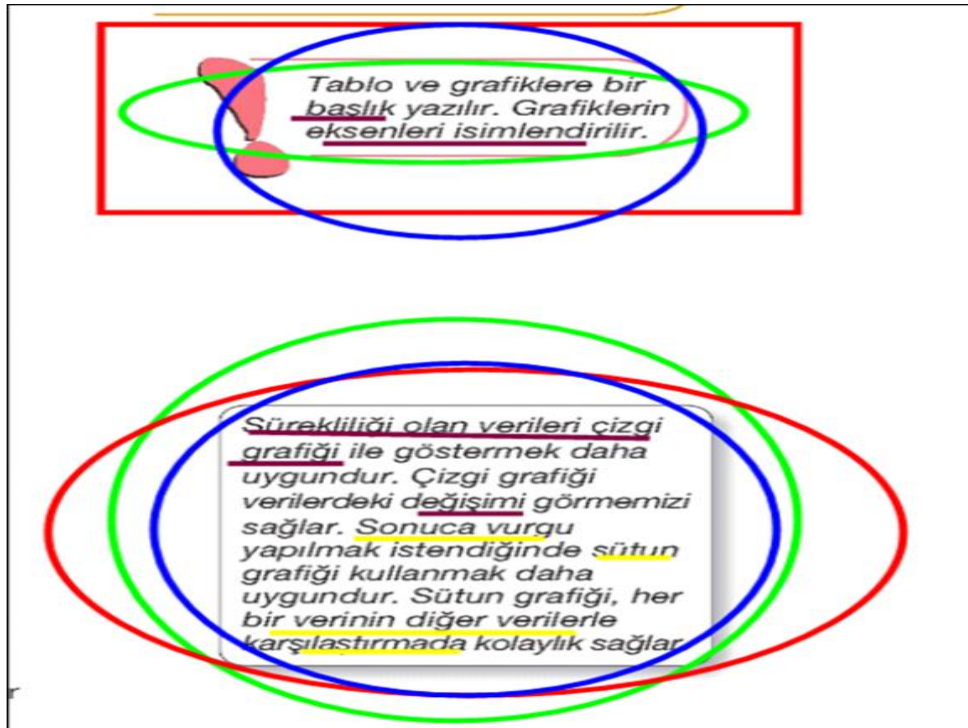 Tablo ve grafiklere bir
başlık yazılır. Grafiklerin
eksenleri isimlendirilir.
Sürekliliği olan verileri çizgi
grafiği ile göstermek daha
uygundur. Çizgi grafiği
verilerdeki değişimi görmemizi
sağlar. Sonuca vurgu
yapılmak istendiğinde sütun
grafiği kullanmak daha
uygundur. Sütun grafiği, her
bir verinin diğer verilerle
karşılaştırmada kolaylık sağlar
r